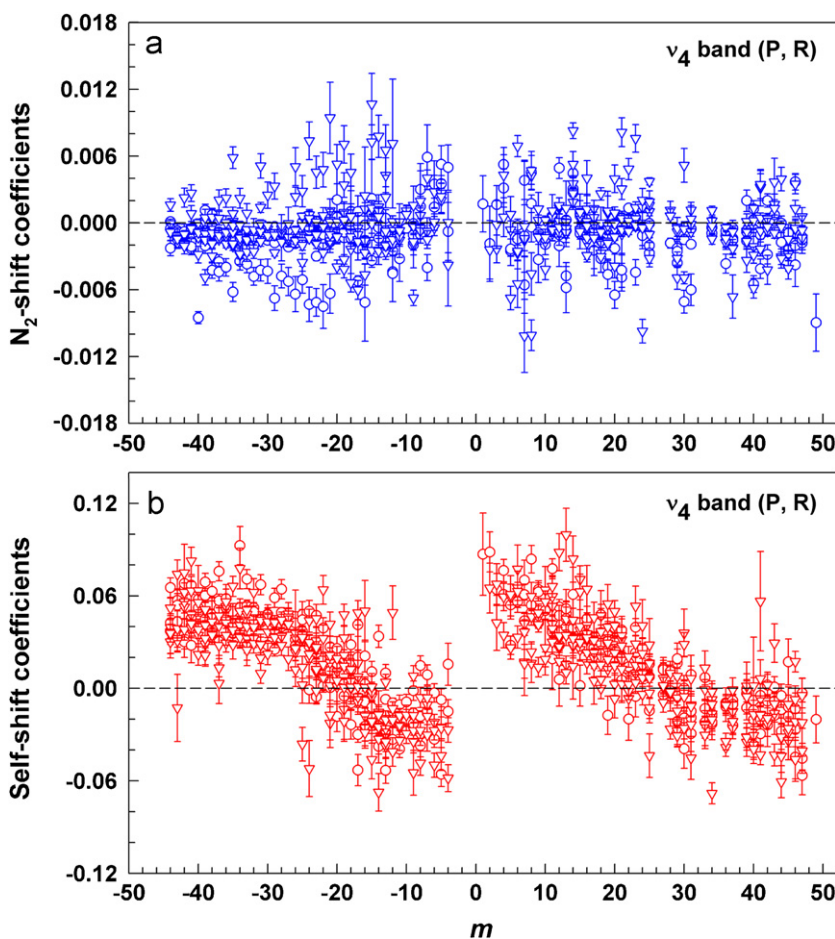 a
ν4 band (P, R)
N2-shift coefficients
0.018
0.012
0.006
0.000
-0.006
-0.012
-0.018
-50 -40 -30 -20 -10 0 10 20 30 40 50
b
ν4 band (P, R)
Self-shift coefficients
0.12
0.06
0.00
-0.06
-0.12
-50 -40 -30 -20 -10 0 10 20 30 40 50
m